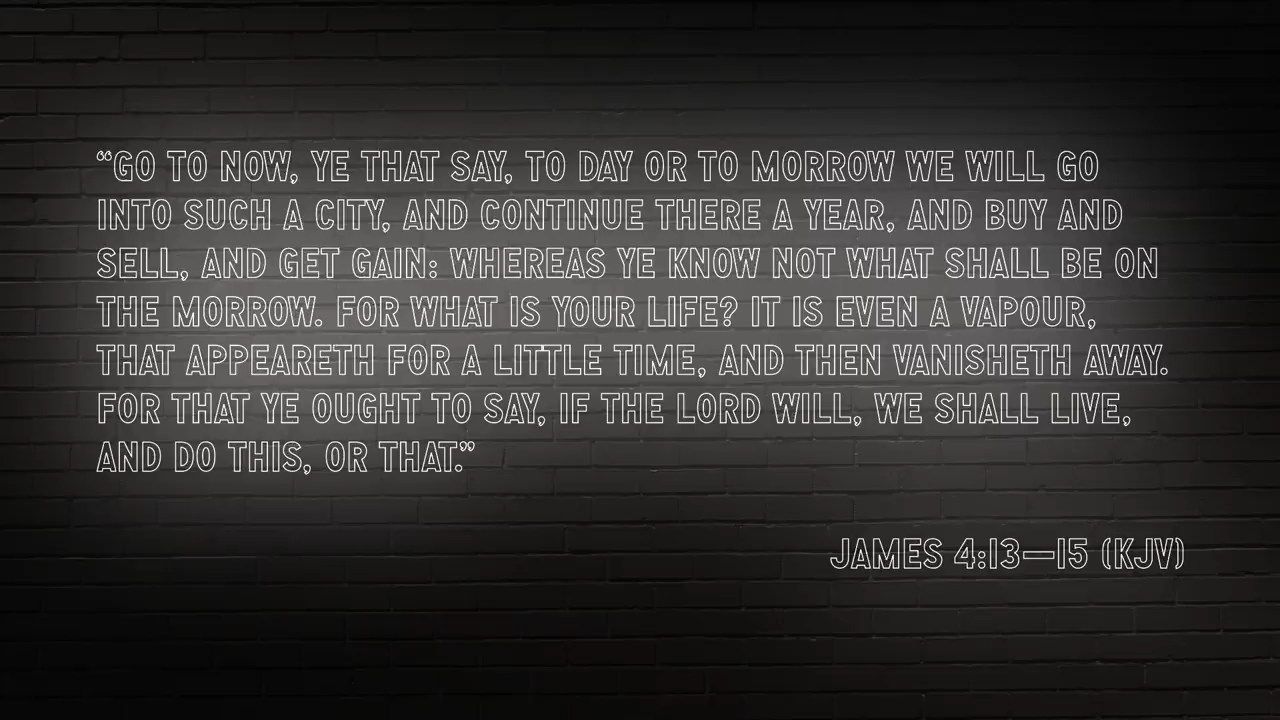 “GO TO NOW, YE THAT SAY, TO DAY OR TO MORROW WE WILL GO
INTO SUCH A CITY, AND CONTINUE THERE A YEAR, AND BUY AND
SELL, AND GET GAIN: WHEREAS YE KNOW NOT WHAT SHALL BE ON
THE MORROW. FOR WHAT IS YOUR LIFE? IT IS EVEN A VAPOUR,
THAT APPEARETH FOR A LITTLE TIME, AND THEN VANISHETH AWAY.
FOR THAT YE OUGHT TO SAY, IF THE LORD WILL, WE SHALL LIVE,
AND DO THIS, OR THAT.”
JAMES 4:13—15 (KJV)